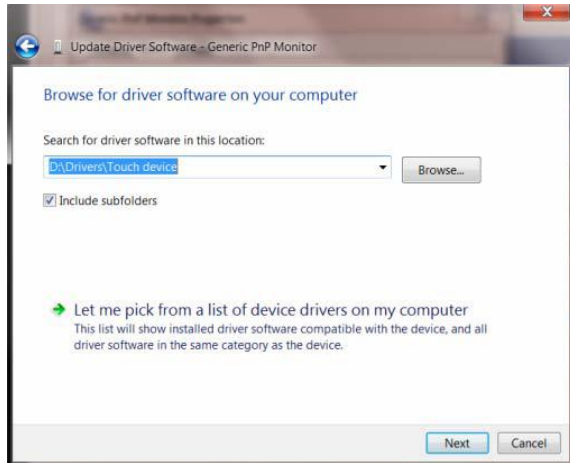 Update Driver Software - Generic PnP Monitor
Browse for driver software on your computer
Search for driver software in this location:
D:\Drivers\Touch device
Browse...
Include subfolders
Let me pick from a list of device drivers on my computer
This list will show installed driver software compatible with the device, and all
driver software in the same category as the device.
Next
Cancel